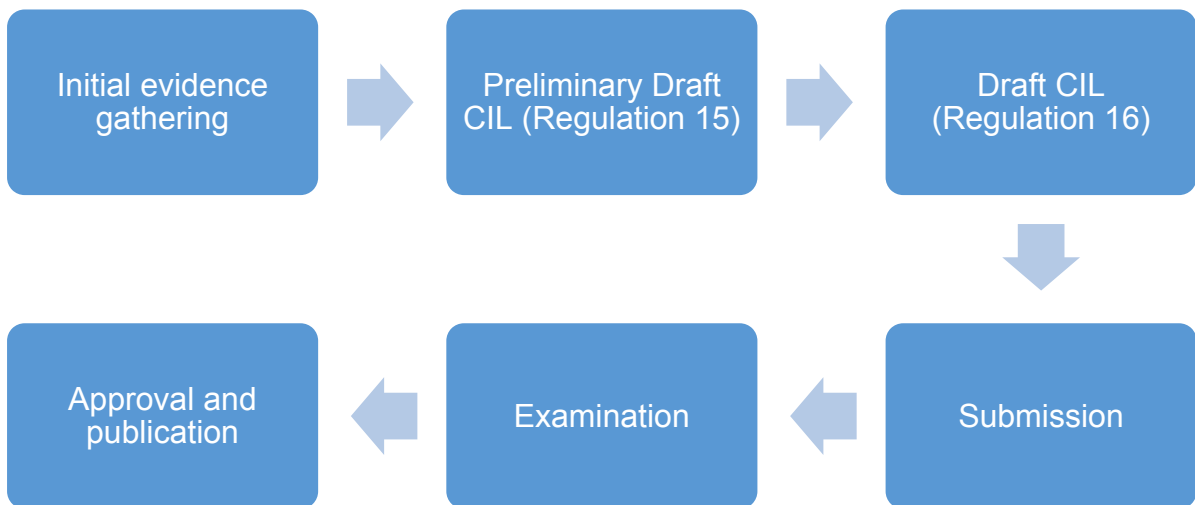 Initial evidence
gathering
Preliminary Draft
CIL (Regulation 15)
Draft CIL
(Regulation 16)
Submission
Examination
Approval and
publication